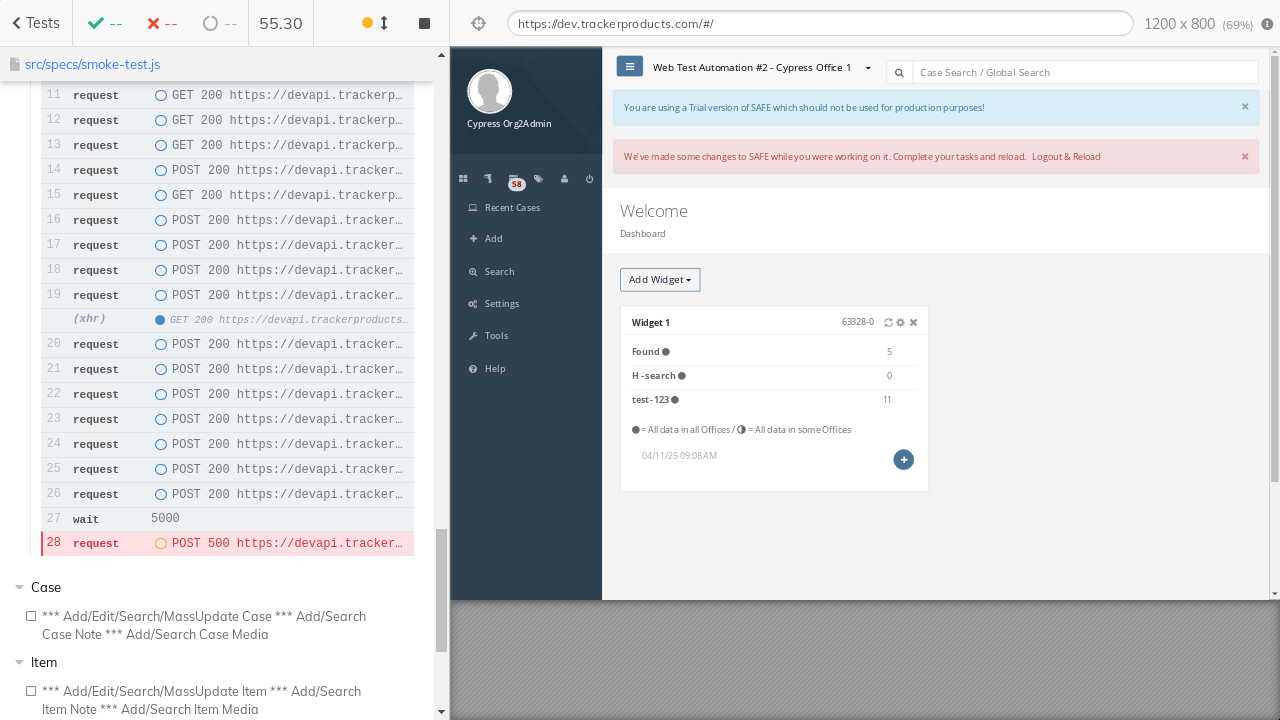 Tests
--
--
--
55.30
https://dev.trackerproducts.com/#/
1200 x 800 (69%)
src/specs/smoke-test.js
11 request GET 200 https://devapi.trackerp…
12 request GET 200 https://devapi.trackerp…
13 request GET 200 https://devapi.trackerp…
14 request POST 200 https://devapi.tracker…
15 request GET 200 https://devapi.trackerp…
16 request POST 200 https://devapi.tracker…
17 request POST 200 https://devapi.tracker…
18 request POST 200 https://devapi.tracker…
19 request POST 200 https://devapi.tracker…
(xhr) GET 200 https://devapi.trackerproducts…
20 request POST 200 https://devapi.tracker…
21 request POST 200 https://devapi.tracker…
22 request POST 200 https://devapi.tracker…
23 request POST 200 https://devapi.tracker…
24 request POST 200 https://devapi.tracker…
25 request POST 200 https://devapi.tracker…
26 request POST 200 https://devapi.tracker…
27 wait 5000
28 request POST 500 https://devapi.tracker…
Case
*** Add/Edit/Search/MassUpdate Case *** Add/Search
Case Note *** Add/Search Case Media
Item
*** Add/Edit/Search/MassUpdate Item *** Add/Search
Item Note *** Add/Search Item Media
Cypress Org2Admin
58
Recent Cases
Add
Search
Settings
Tools
Help
Web Test Automation #2 - Cypress Office 1
Case Search / Global Search
You are using a Trial version of SAFE which should not be used for production purposes!
×
We've made some changes to SAFE while you were working on it. Complete your tasks and reload. Logout & Reload
×
Welcome
Dashboard
Add Widget
Widget 1 63328-0
Found 5
H - search 0
test - 123 11
= All data in all Offices / = All data in some Offices
04/11/25 09:08 AM